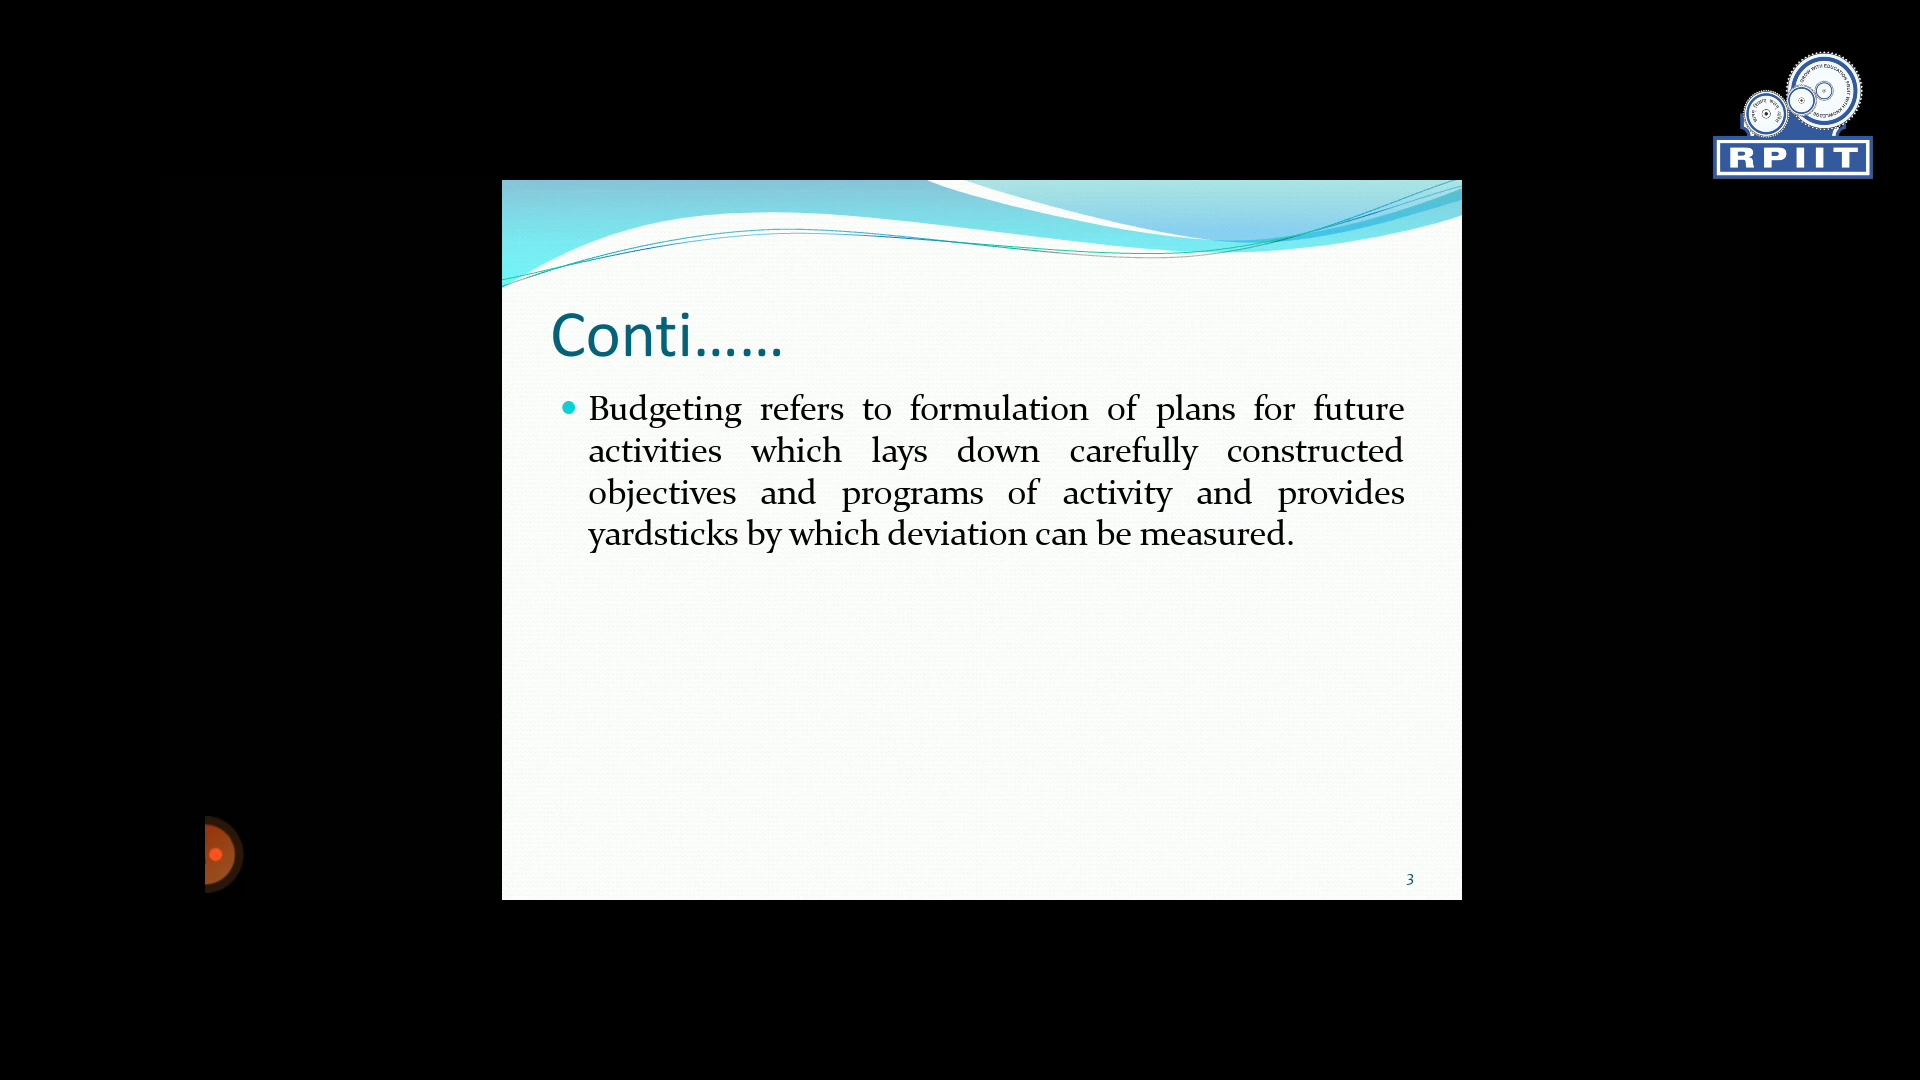 RPIIT
Conti......
Budgeting refers to formulation of plans for future
activities which lays down carefully constructed
objectives and programs of activity and provides
yardsticks by which deviation can be measured.
3